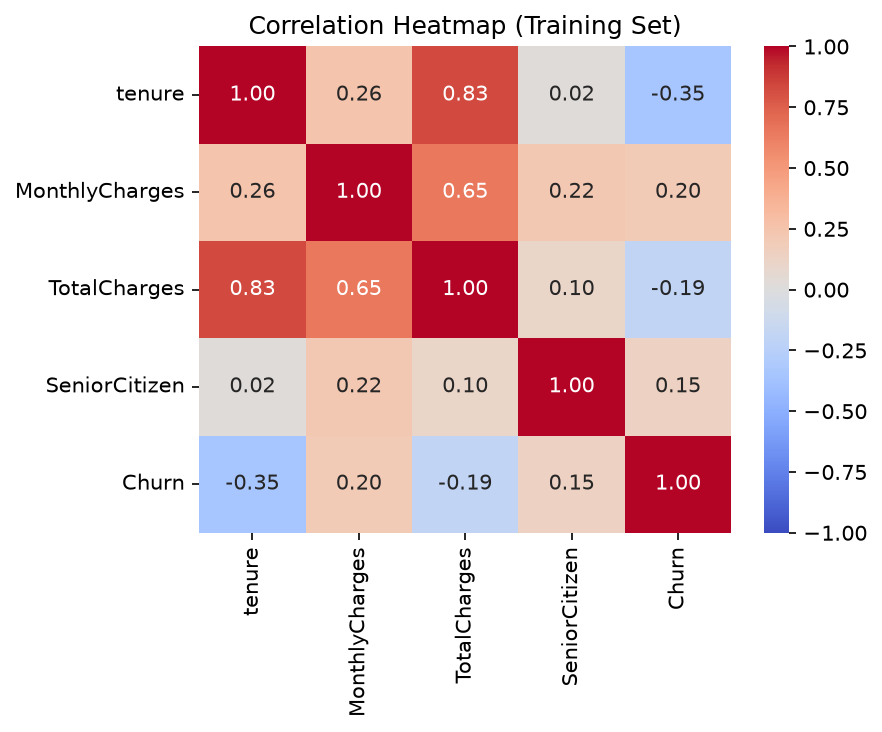 Correlation Heatmap (Training Set)
tenure 1.00 0.26 0.83 0.02 -0.35
MonthlyCharges 0.26 1.00 0.65 0.22 0.20
TotalCharges 0.83 0.65 1.00 0.10 -0.19
SeniorCitizen 0.02 0.22 0.10 1.00 0.15
Churn -0.35 0.20 -0.19 0.15 1.00
tenure
MonthlyCharges
TotalCharges
SeniorCitizen
Churn
1.00
0.75
0.50
0.25
0.00
−0.25
−0.50
−0.75
−1.00